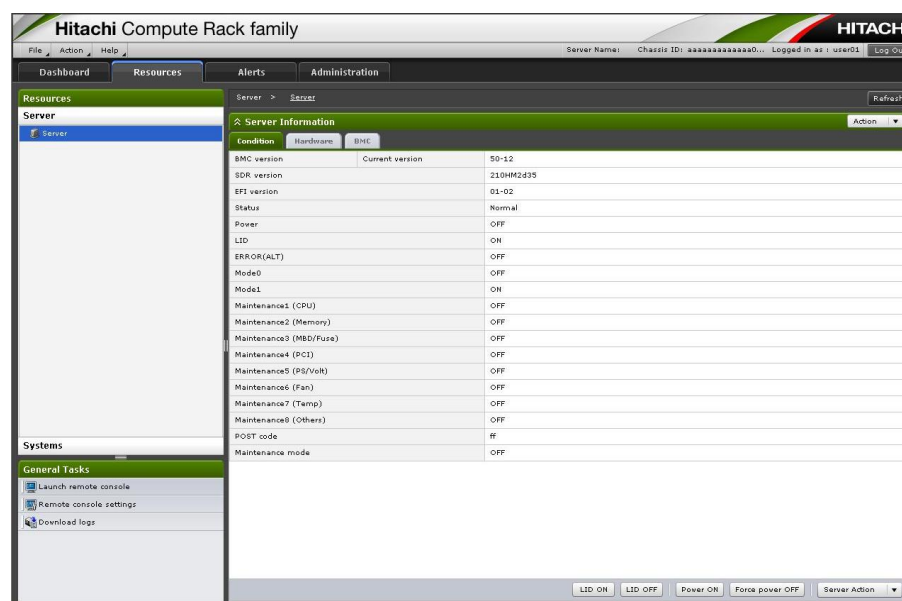 Hitachi Compute Rack family
HITACH
File Action Help
Server Name: Chassis ID: aaaaaaaaaaaaa0... Logged in as : user01 Log Ou
Dashboard Resources Alerts Administration
Resources
Server > Server
Refresh
Server
Server
Server Information
Action
Condition Hardware BMC
BMC version Current version 50-12
SDR version 210HM2d35
EFI version 01-02
Status Normal
Power OFF
LID ON
ERROR(ALT) OFF
Mode0 OFF
Mode1 ON
Maintenance1 (CPU) OFF
Maintenance2 (Memory) OFF
Maintenance3 (MBD/Fuse) OFF
Maintenance4 (PCI) OFF
Maintenance5 (PS/Volt) OFF
Maintenance6 (Fan) OFF
Maintenance7 (Temp) OFF
Maintenance8 (Others) OFF
POST code ff
Maintenance mode OFF
Systems
General Tasks
Launch remote console
Remote console settings
Download logs
LID ON LID OFF Power ON Force power OFF Server Action